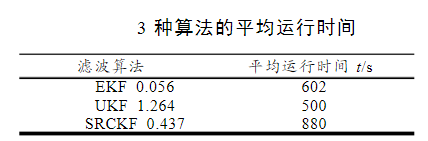 3 种算法的平均运行时间
滤波算法 平均运行时间 t/s
EKF 0.056 602
UKF 1.264 500
SRCKF 0.437 880